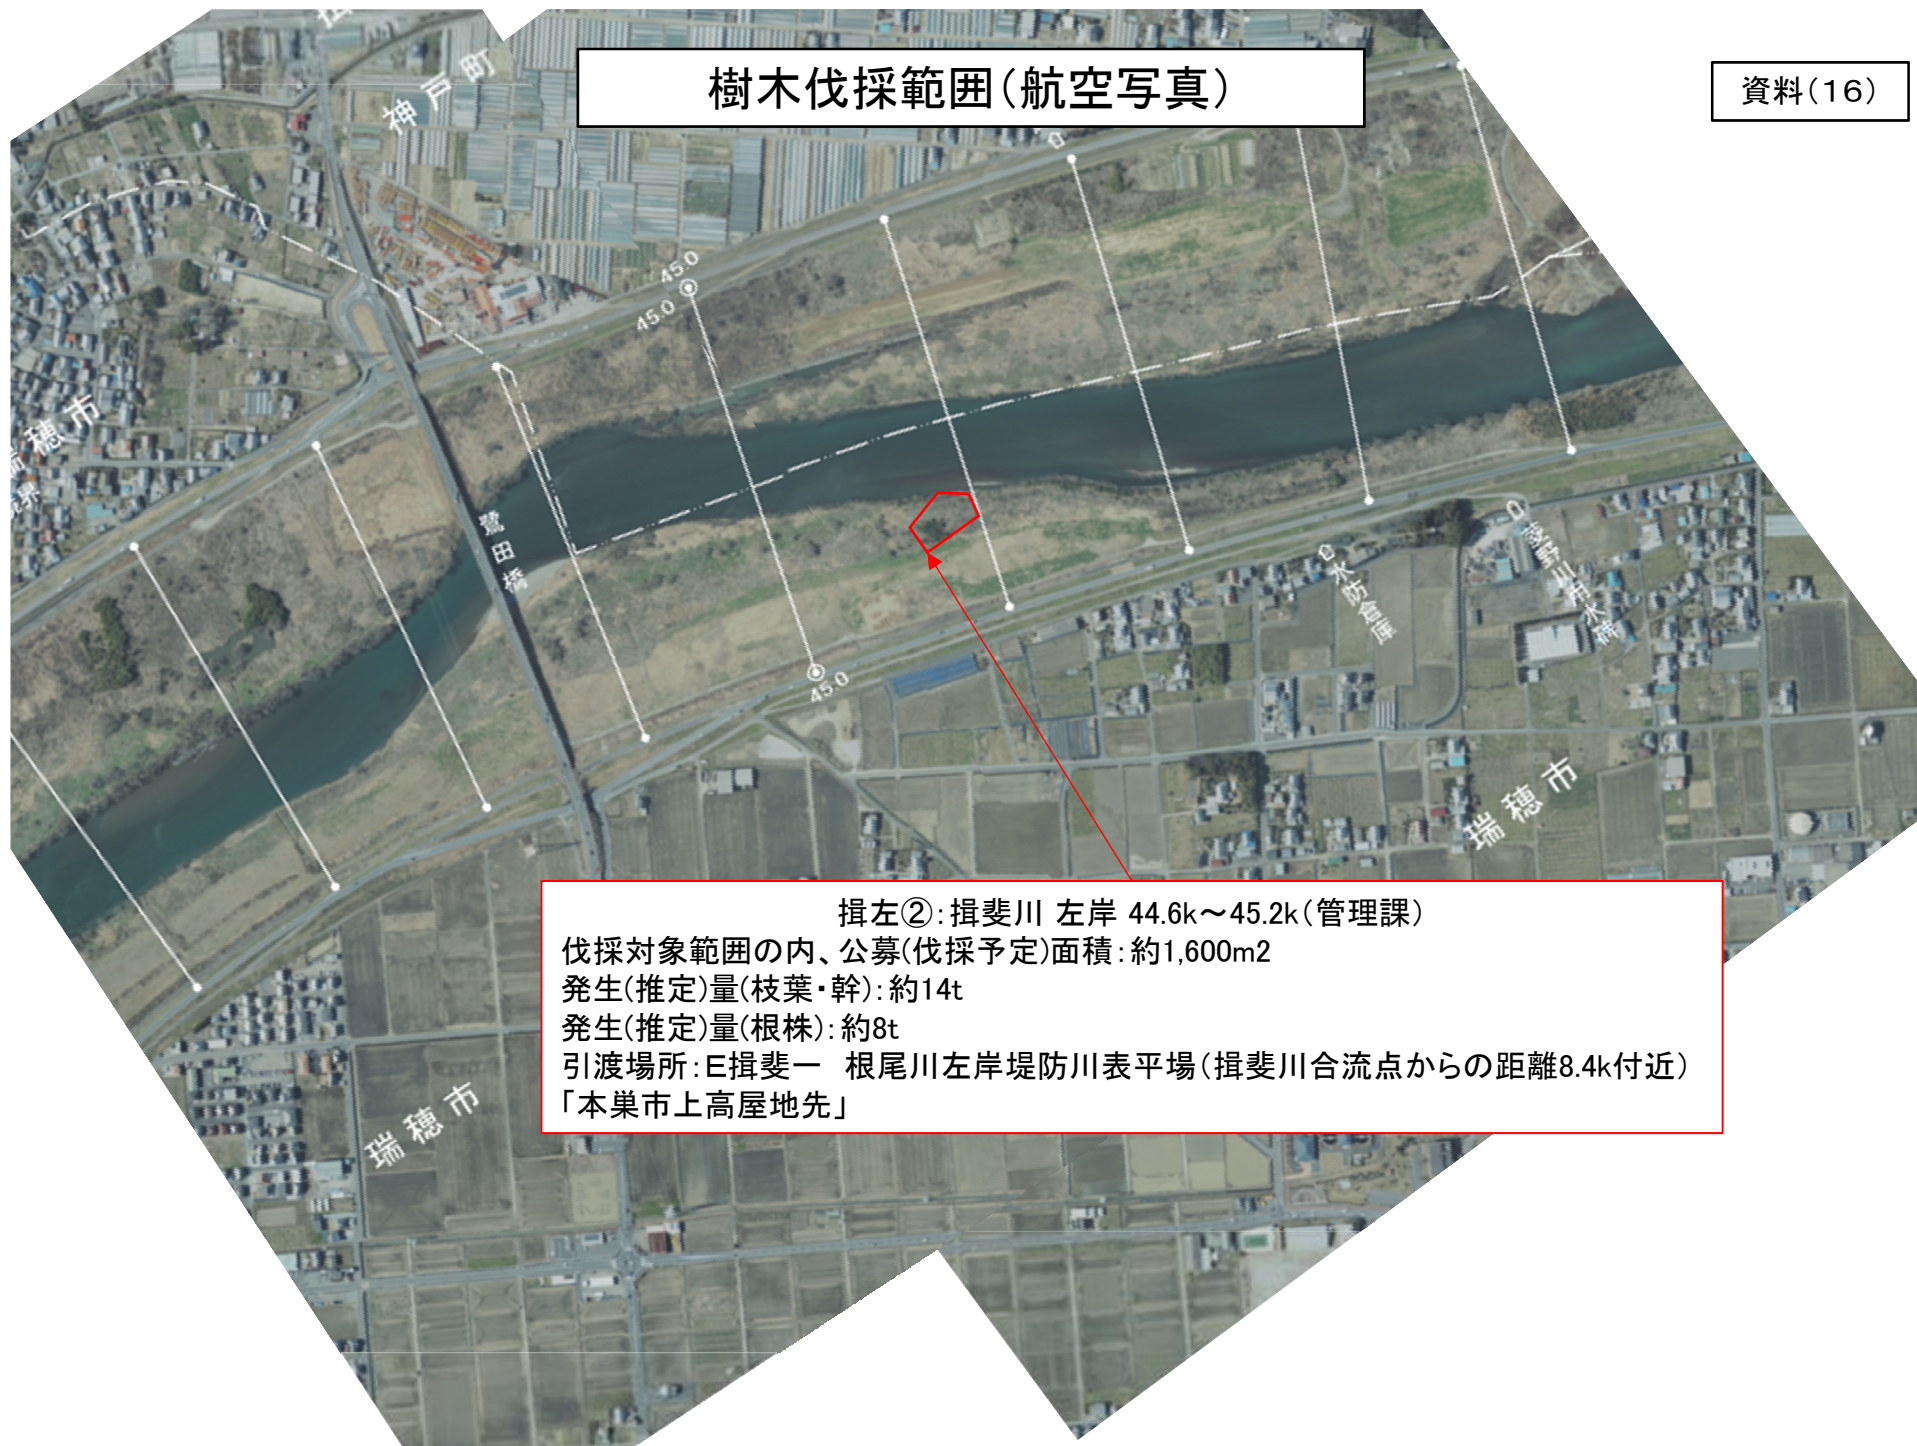 樹木伐採範囲(航空写真)
資料(16)
神戸町
45.0
45.0
瑞穂市
鷺田橋
45.0
水防倉庫
瑞穂市
揖左②:揖斐川 左岸 44.6k～45.2k(管理課)
伐採対象範囲の内、公募(伐採予定)面積:約1,600m2
発生(推定)量(枝葉・幹):約14t
発生(推定)量(根株):約8t
引渡場所:E揖斐一 根尾川左岸堤防川表平場(揖斐川合流点からの距離8.4k付近)
「本巣市上高屋地先」
瑞穂市